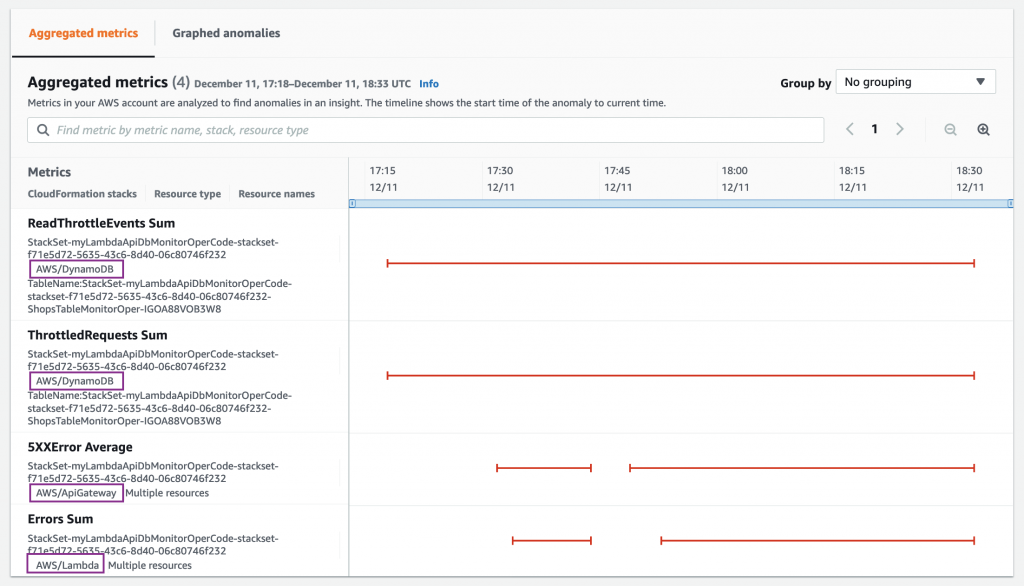 Aggregated metrics Graphed anomalies
Aggregated metrics (4) December 11, 17:18–December 11, 18:33 UTC Info
Group by No grouping
Metrics in your AWS account are analyzed to find anomalies in an insight. The timeline shows the start time of the anomaly to current time.
Find metric by metric name, stack, resource type
1
Metrics
CloudFormation stacks Resource type Resource names
17:15 17:30 17:45 18:00 18:15 18:30
12/11 12/11 12/11 12/11 12/11 12/11
ReadThrottleEvents Sum
StackSet-myLambdaApiDbMonitorOperCode-stackset-
f71e5d72-5635-43c6-8d40-06c80746f232
AWS/DynamoDB
TableName:StackSet-myLambdaApiDbMonitorOperCode-
stackset-f71e5d72-5635-43c6-8d40-06c80746f232-
ShopsTableMonitorOper-IGOA88VOB3W8
ThrottledRequests Sum
StackSet-myLambdaApiDbMonitorOperCode-stackset-
f71e5d72-5635-43c6-8d40-06c80746f232
AWS/DynamoDB
TableName:StackSet-myLambdaApiDbMonitorOperCode-
stackset-f71e5d72-5635-43c6-8d40-06c80746f232-
ShopsTableMonitorOper-IGOA88VOB3W8
5XXError Average
StackSet-myLambdaApiDbMonitorOperCode-stackset-
f71e5d72-5635-43c6-8d40-06c80746f232
AWS/ApiGateway Multiple resources
Errors Sum
StackSet-myLambdaApiDbMonitorOperCode-stackset-
f71e5d72-5635-43c6-8d40-06c80746f232
AWS/Lambda Multiple resources